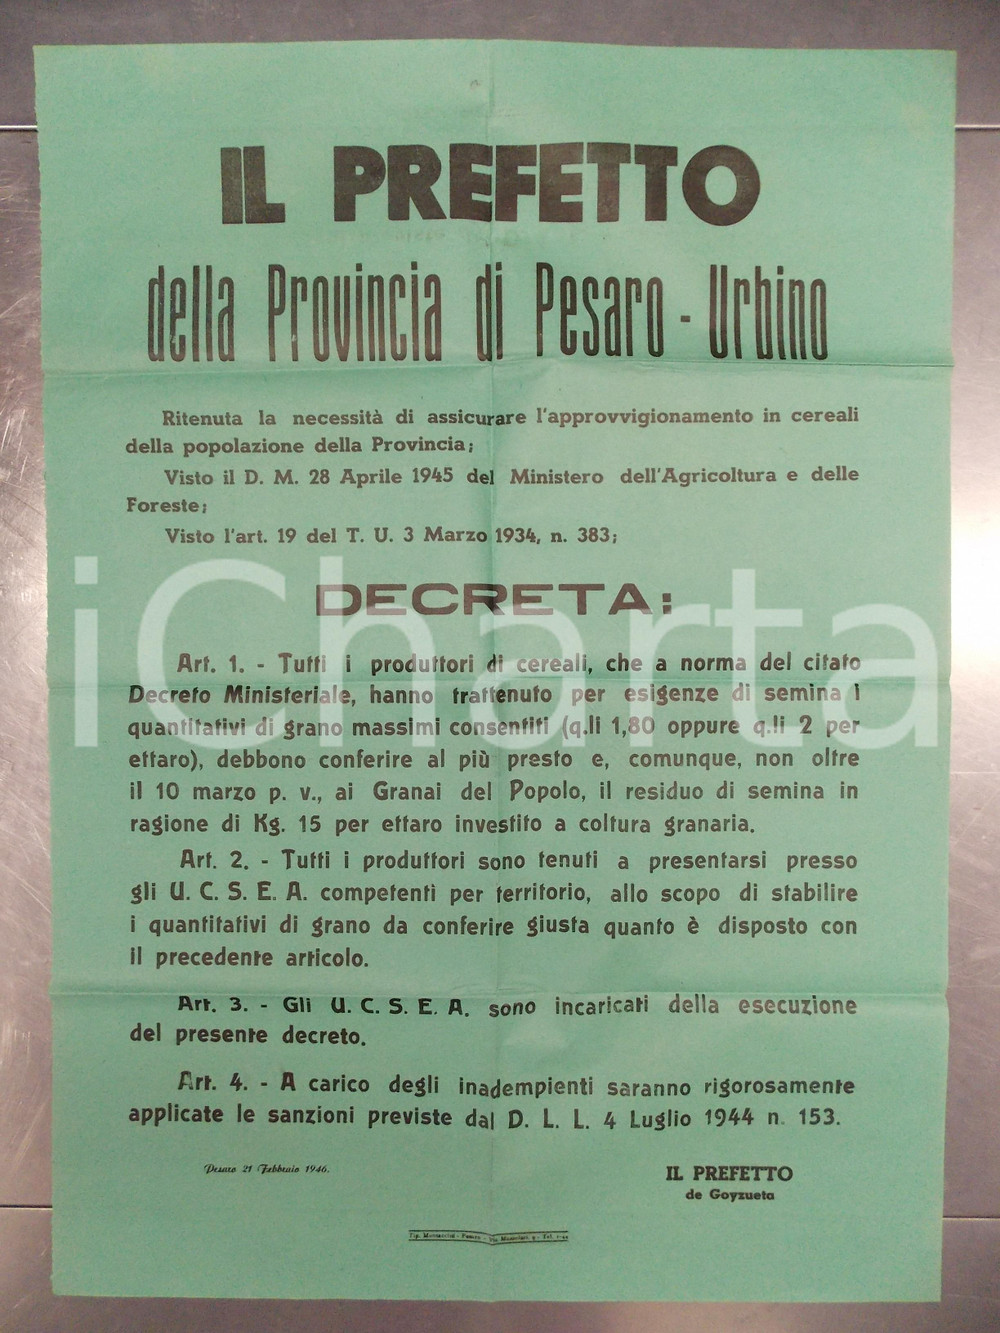 IL PREFETTO
della Provincia di Pesaro - Urbino
Ritenuta la necessità di assicurare l'approvvigionamento in cereali
della popolazione della Provincia;
Visto il D. M. 28 Aprile 1945 del Ministero dell'Agricoltura e delle
Foreste;
Visto l'art. 19 del T. U. 3 Marzo 1934, n. 383;
DECRETA:
iCharta
Art. 1. - Tutti i produttori di cereali, che a norma del citato
Decreto Ministeriale, hanno trattenuto per esigenze di semina i
quantitativi di grano massimi consentiti (q.li 1,80 oppure q.li 2 per
ettaro), debbono conferire al più presto e, comunque, non oltre
il 10 marzo p. v., ai Granai del Popolo, il residuo di semina in
ragione di Kg. 15 per ettaro investito a coltura granaria.
Art. 2. - Tutti i produttori sono tenuti a presentarsi presso
gli U. C. S. E. A. competenti per territorio, allo scopo di stabilire
i quantitativi di grano da conferire giusta quanto è disposto con
il precedente articolo.
Art. 3. - Gli U. C. S. E. A. sono incaricati della esecuzione
del presente decreto.
Art. 4. - A carico degli inadempienti saranno rigorosamente
applicate le sanzioni previste dal D. L. L. 4 Luglio 1944 n. 153.
Pesaro 21 Febbraio 1946.
IL PREFETTO
de Goyzueta
Tip. - Pesaro - Via - Tel.